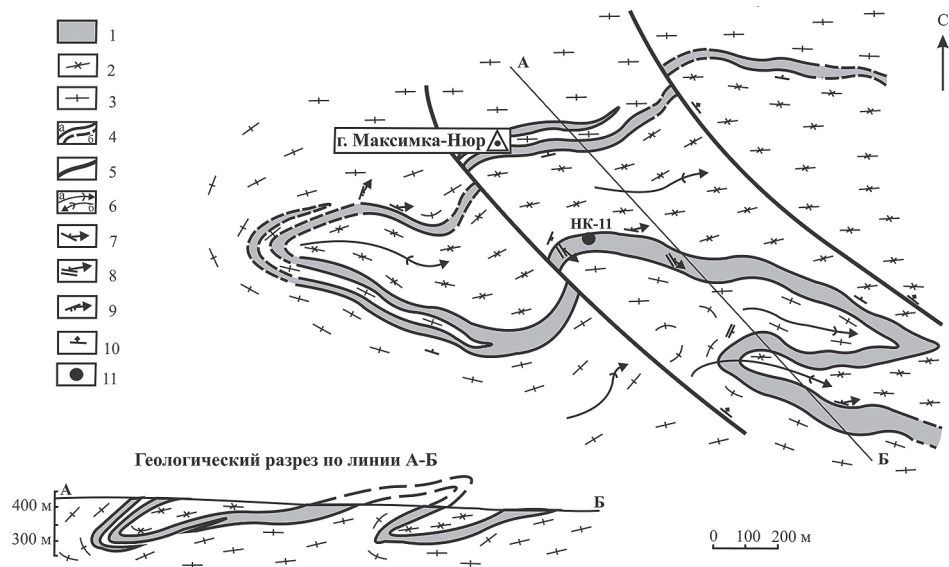 1
2
3
а б 4
5
а б 6
7
8
9
10
11
С
А
г. Максимка-Нюр
НК-11
Б
Геологический разрез по линии А-Б
А
Б
400 м
300 м
0 100 200 м